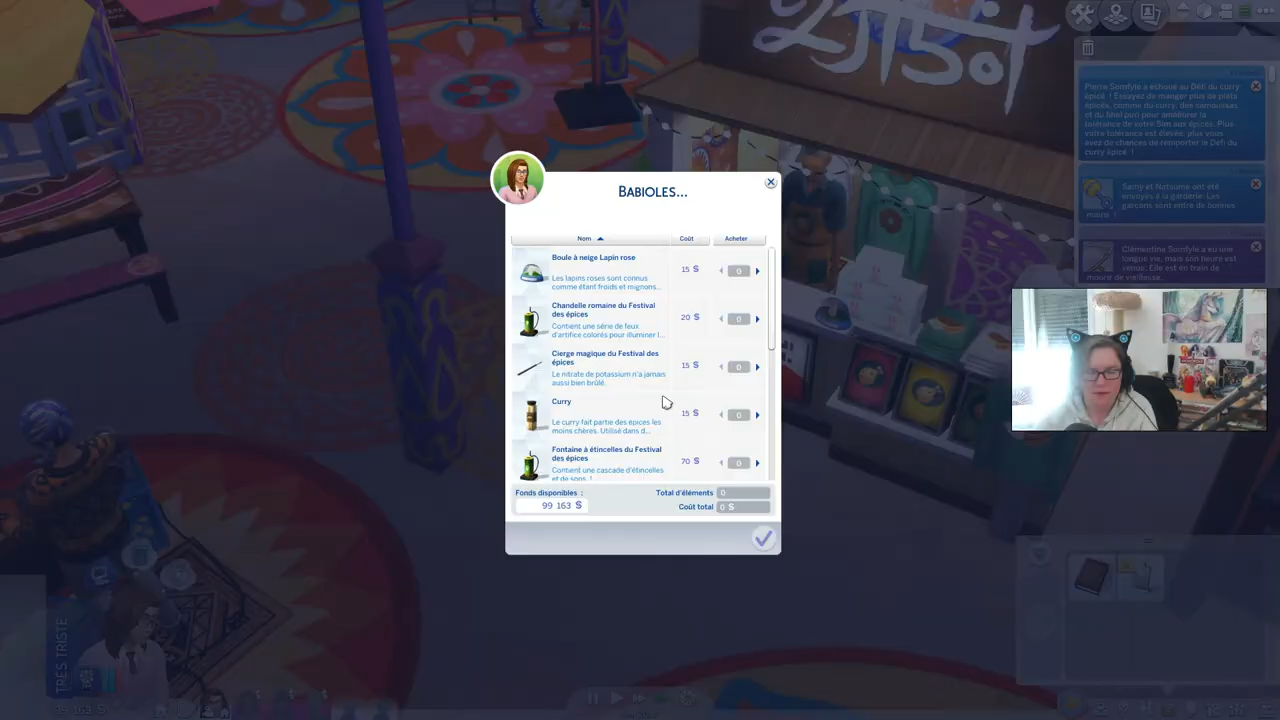 Babioles...
Nom
Coût
Acheter
Boule à neige Lapin rose
Les lapins roses sont connus
comme étant froids et mignons...
15 §
0
Chandelle romaine du Festival
des épices
Contient une série de feux
d'artifice colorés pour illuminer l...
20 §
0
Cierge magique du Festival des
épices
Le nitrate de potassium n'a jamais
aussi bien brûlé.
15 §
0
Curry
Le curry fait partie des épices les
moins chères. Utilisé dans d...
15 §
0
Fontaine à étincelles du Festival
des épices
Contient une cascade d'étincelles
et de sons !
70 §
0
Fonds disponibles :
99 163 §
Total d'éléments
0
Coût total
0 §
Pierre Somfyle a échoué au Défi du curry
épicé ! Essayez de manger plus de plats
épicés, comme du curry, des samoussas
et du bhel puri pour améliorer la
tolérance de votre Sim aux épices. Plus
votre tolérance est élevée, plus vous
avez de chances de remporter le Défi du
curry épicé !
Samy et Natsume ont été
envoyés à la garderie. Les
garçons sont entre de bonnes
mains !
Clémentine Somfyle a eu une
longue vie, mais son heure est
venue. Elle est en train de
mourir de vieillesse.
TRÈS TRISTE